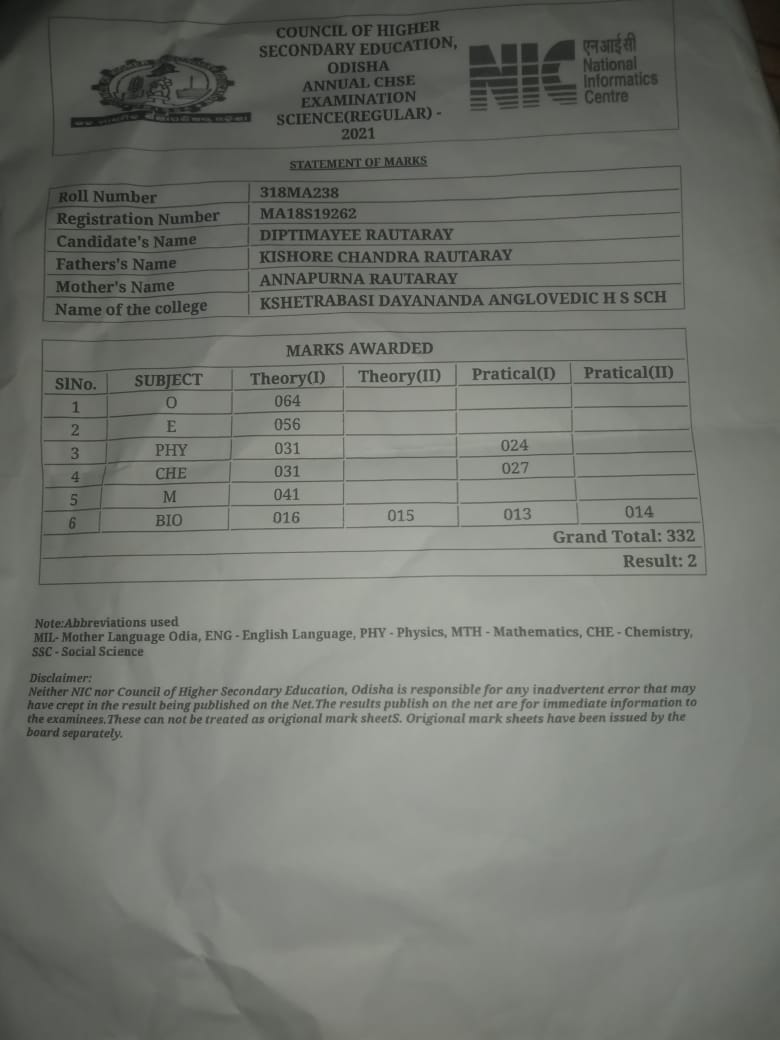 COUNCIL OF HIGHER
SECONDARY EDUCATION,
ODISHA
ANNUAL CHSE
EXAMINATION
SCIENCE(REGULAR) -
2021
NIC
एन आई सी
National
Informatics
Centre
STATEMENT OF MARKS
Roll Number 318MA238
Registration Number MA18S19262
Candidate's Name DIPTIMAYEE RAUTARAY
Fathers's Name KISHORE CHANDRA RAUTARAY
Mother's Name ANNAPURNA RAUTARAY
Name of the college KSHETRABASI DAYANANDA ANGLOVEDIC H S SCH
MARKS AWARDED
SlNo. SUBJECT Theory(I) Theory(II) Pratical(I) Pratical(II)
1 O 064
2 E 056
3 PHY 031 024
4 CHE 031 027
5 M 041
6 BIO 016 015 013 014
Grand Total: 332
Result: 2
Note:Abbreviations used
MIL- Mother Language Odia, ENG - English Language, PHY - Physics, MTH - Mathematics, CHE - Chemistry,
SSC - Social Science
Disclaimer:
Neither NIC nor Council of Higher Secondary Education, Odisha is responsible for any inadvertent error that may
have crept in the result being published on the Net.The results publish on the net are for immediate information to
the examinees.These can not be treated as origional mark sheetS. Origional mark sheets have been issued by the
board separately.